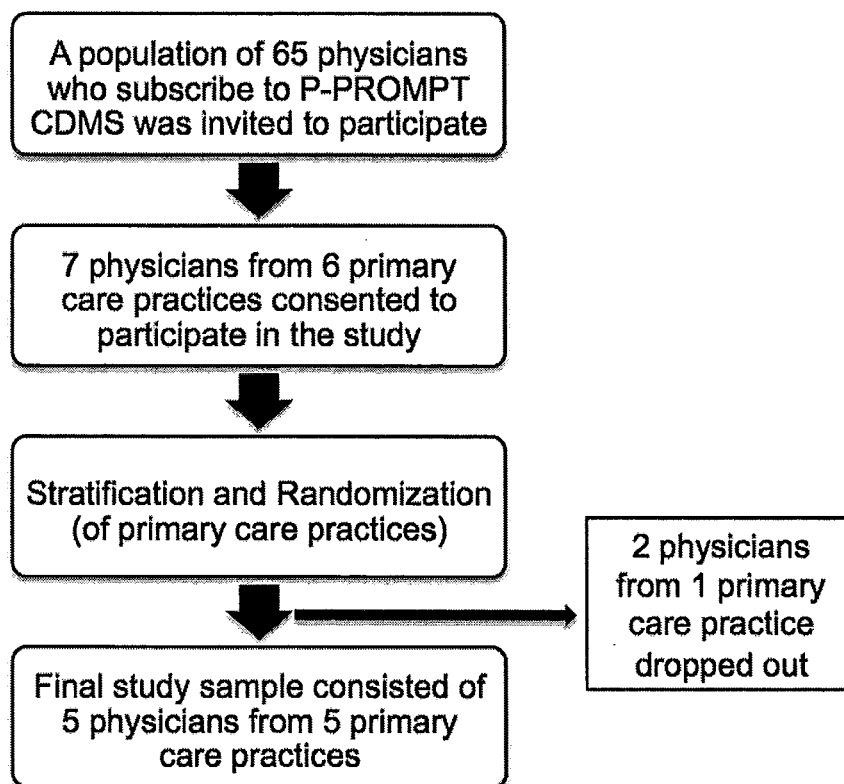 A population of 65 physicians
who subscribe to P-PROMPT
CDMS was invited to participate
7 physicians from 6 primary
care practices consented to
participate in the study
Stratification and Randomization
(of primary care practices)
2 physicians
from 1 primary
care practice
dropped out
Final study sample consisted of
5 physicians from 5 primary
care practices